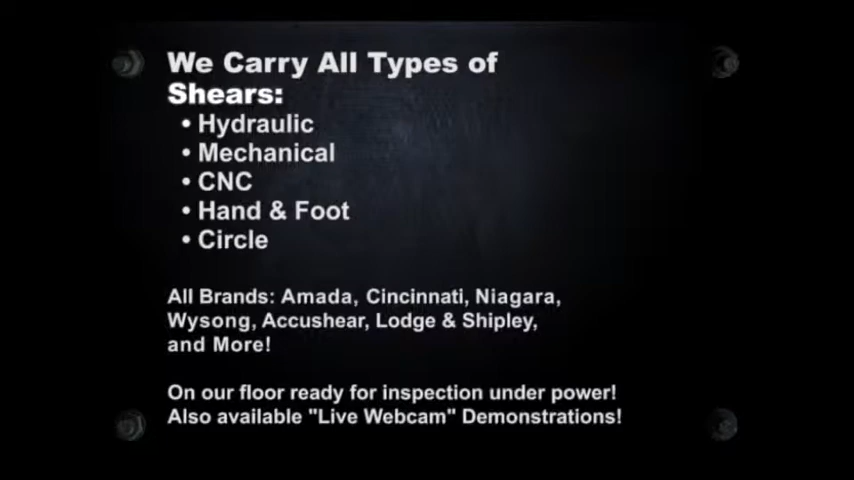 We Carry All Types of
Shears:
• Hydraulic
• Mechanical
• CNC
• Hand & Foot
• Circle
All Brands: Amada, Cincinnati, Niagara,
Wysong, Accushear, Lodge & Shipley,
and More!
On our floor ready for inspection under power!
Also available "Live Webcam" Demonstrations!